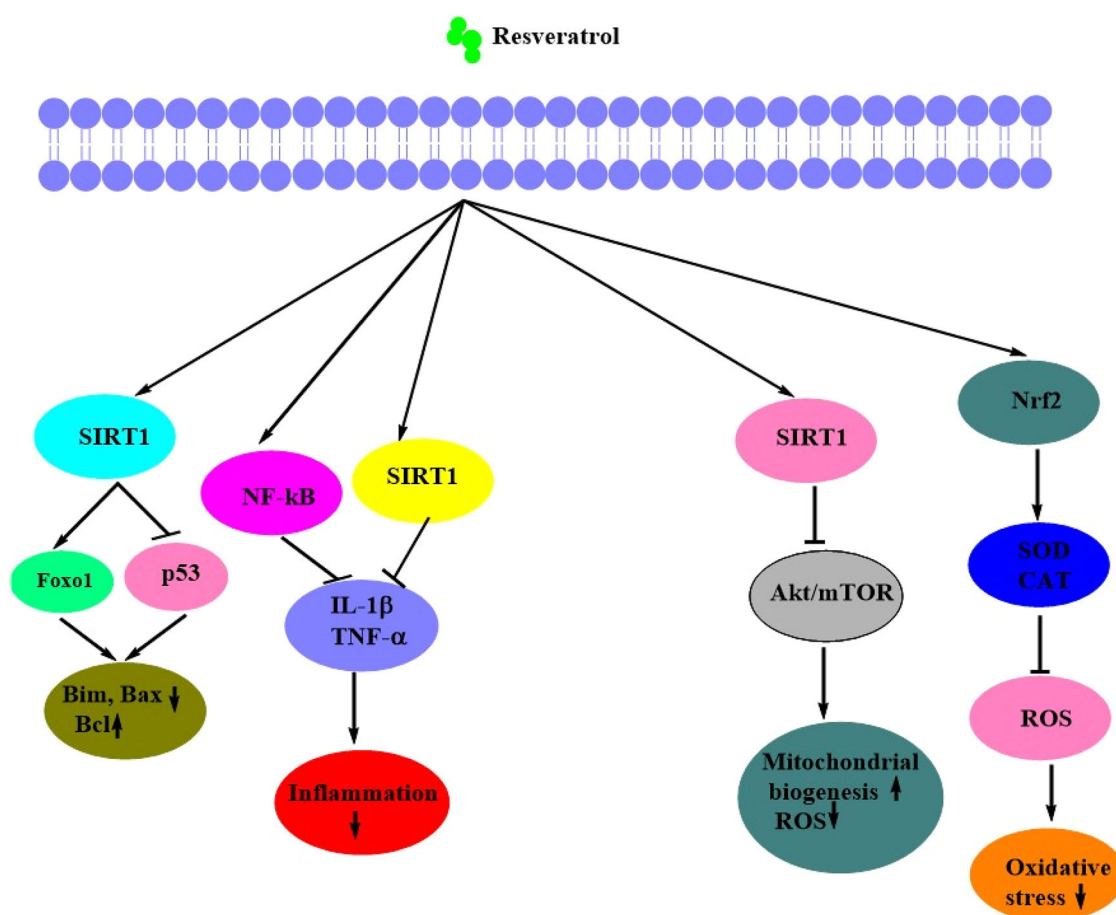 Resveratrol
SIRT1
NF-kB
SIRT1
SIRT1
Nrf2
Foxo1
p53
IL-1β
TNF-α
Akt/mTOR
SOD
CAT
Bim, Bax
Bcl
ROS
Inflammation
Mitochondrial
biogenesis
ROS
Oxidative
stress